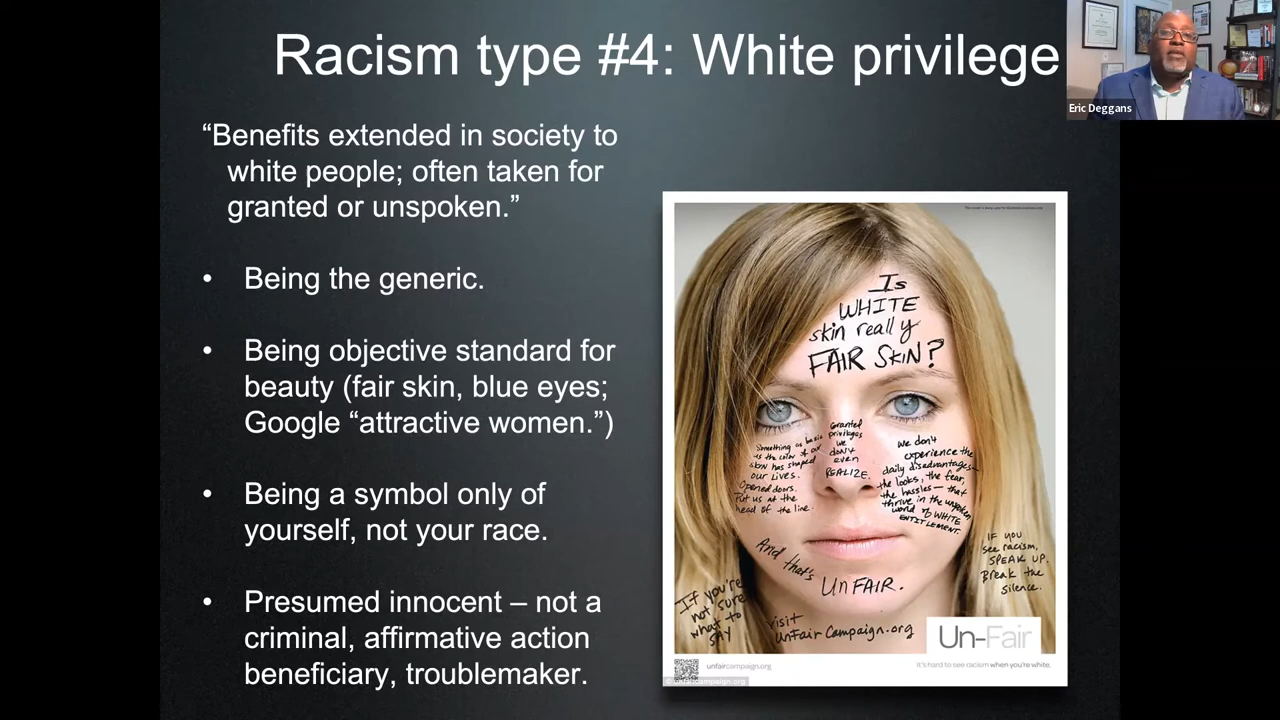 Racism type #4: White privilege
Eric Deggans
“Benefits extended in society to
white people; often taken for
granted or unspoken.”
• Being the generic.
• Being objective standard for
beauty (fair skin, blue eyes;
Google “attractive women.”)
• Being a symbol only of
yourself, not your race.
• Presumed innocent – not a
criminal, affirmative action
beneficiary, troublemaker.
Is
WHITE
skin really
FAIR SKIN?
Something as basic
as the color of our
skin has shaped
our lives.
Opened doors.
Put us at the
head of the line.
Granted
privileges
we
don't
even
REALIZE.
We don't
experience the
daily disadvantages—
the looks, the fear,
the hassles— that
thrive in the unspoken
world of WHITE
ENTITLEMENT.
And that's
UNFAIR.
If you're
not sure
what to
SAY
visit
UnFairCampaign.org
IF you
see racism,
SPEAK UP.
Break the
silence.
Un-Fair
unfaircampaign.org
It's hard to see racism when you're white.
© unfaircampaign.org